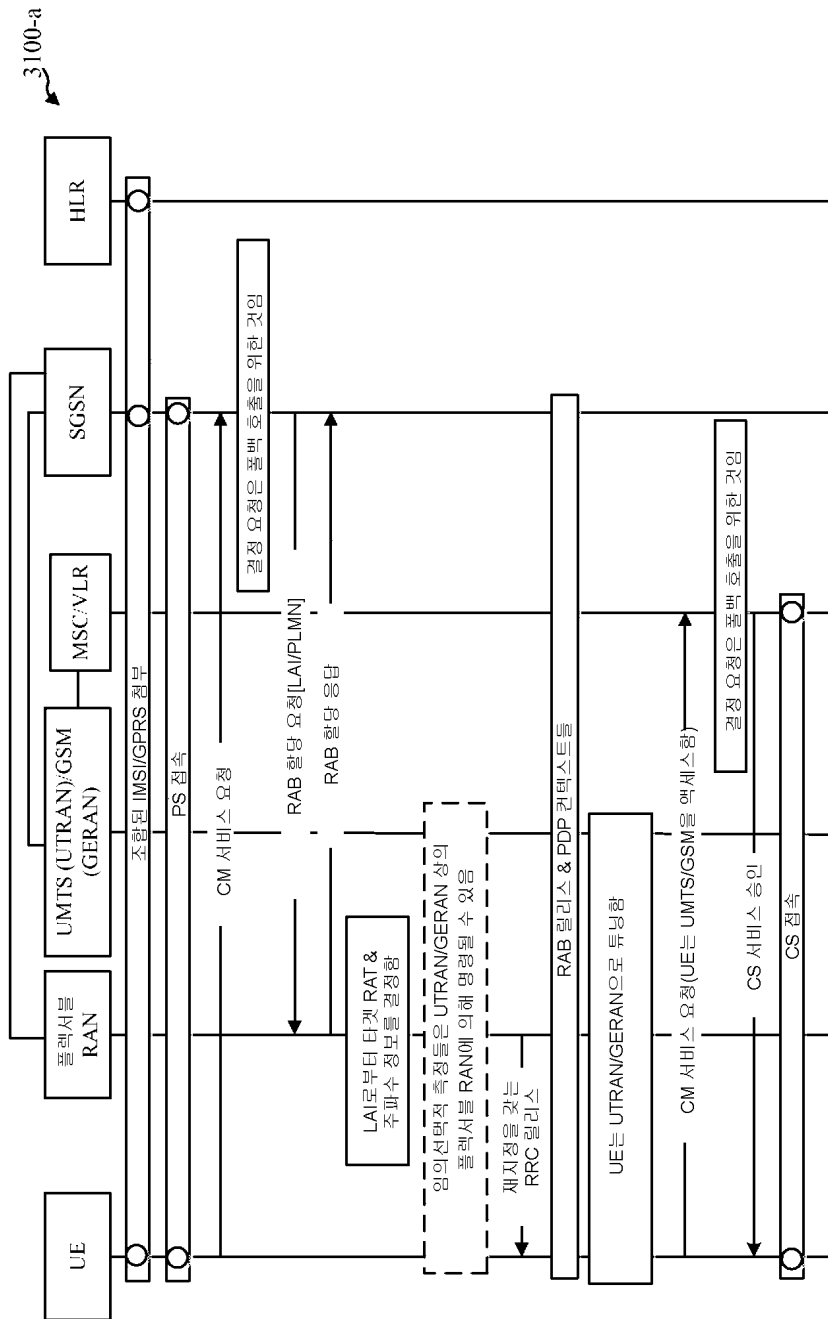 3100-a
UE
플렉서블
RAN
UMTS (UTRAN)/GSM
(GERAN)
MSC/VLR
SGSN
HLR
조합된 IMSI/GPRS 첨부
PS 접속
CM 서비스 요청
결정 요청은 폴백 호출을 위한 것임
RAB 할당 요청[LAI/PLMN]
RAB 할당 응답
LAI로부터 타겟 RAT &
주파수 정보를 결정함
임의선택적 측정들은 UTRAN/GERAN 상의
플렉서블 RAN에 의해 명령될 수 있음
재지정을 갖는
RRC 릴리스
RAB 릴리스 & PDP 컨텍스트들
UE는 UTRAN/GERAN으로 튜닝함
CM 서비스 요청(UE는 UMTS/GSM을 액세스함)
결정 요청은 폴백 호출을 위한 것임
CS 서비스 승인
CS 접속